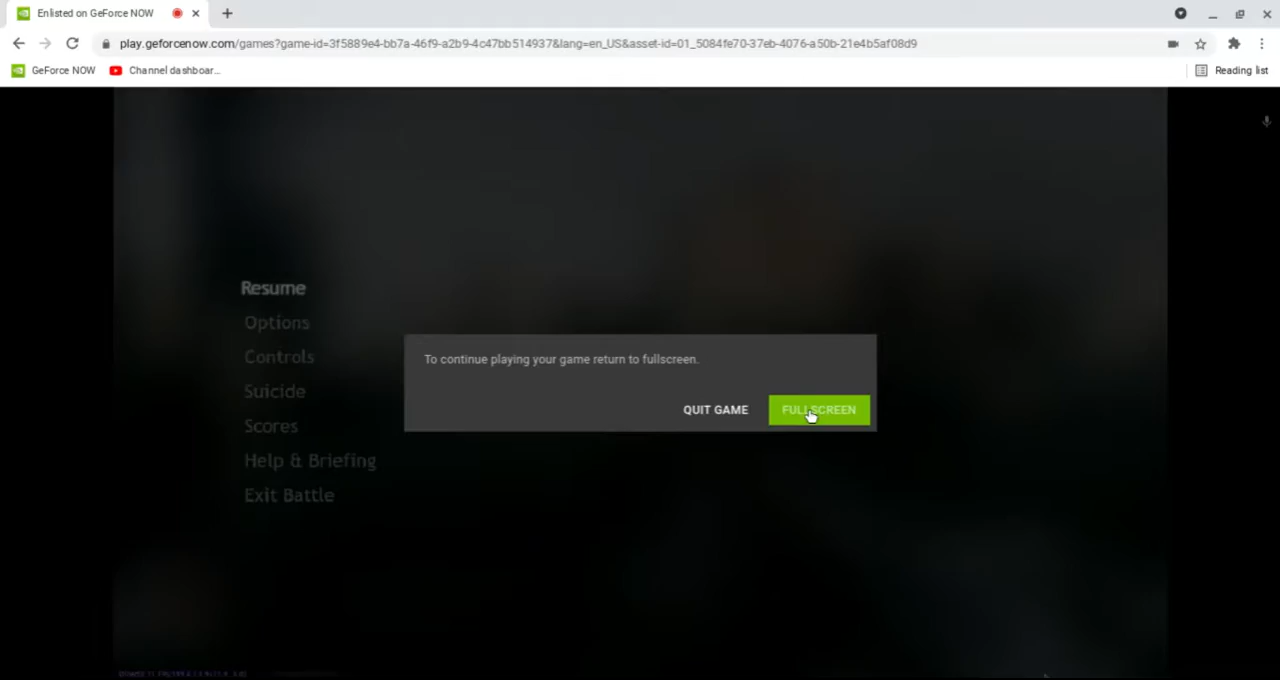 Enlisted on GeForce NOW
play.geforcenow.com/games?game-id=3f5889e4-bb7a-46f9-a2b9-4c47bb514937&lang=en_US&asset-id=01_5084fe70-37eb-4076-a50b-21e4b5af08d9
GeForce NOW
Channel dashboar...
Reading list
Resume
Options
Controls
Suicide
Scores
Help & Briefing
Exit Battle
To continue playing your game return to fullscreen.
QUIT GAME
FULLSCREEN